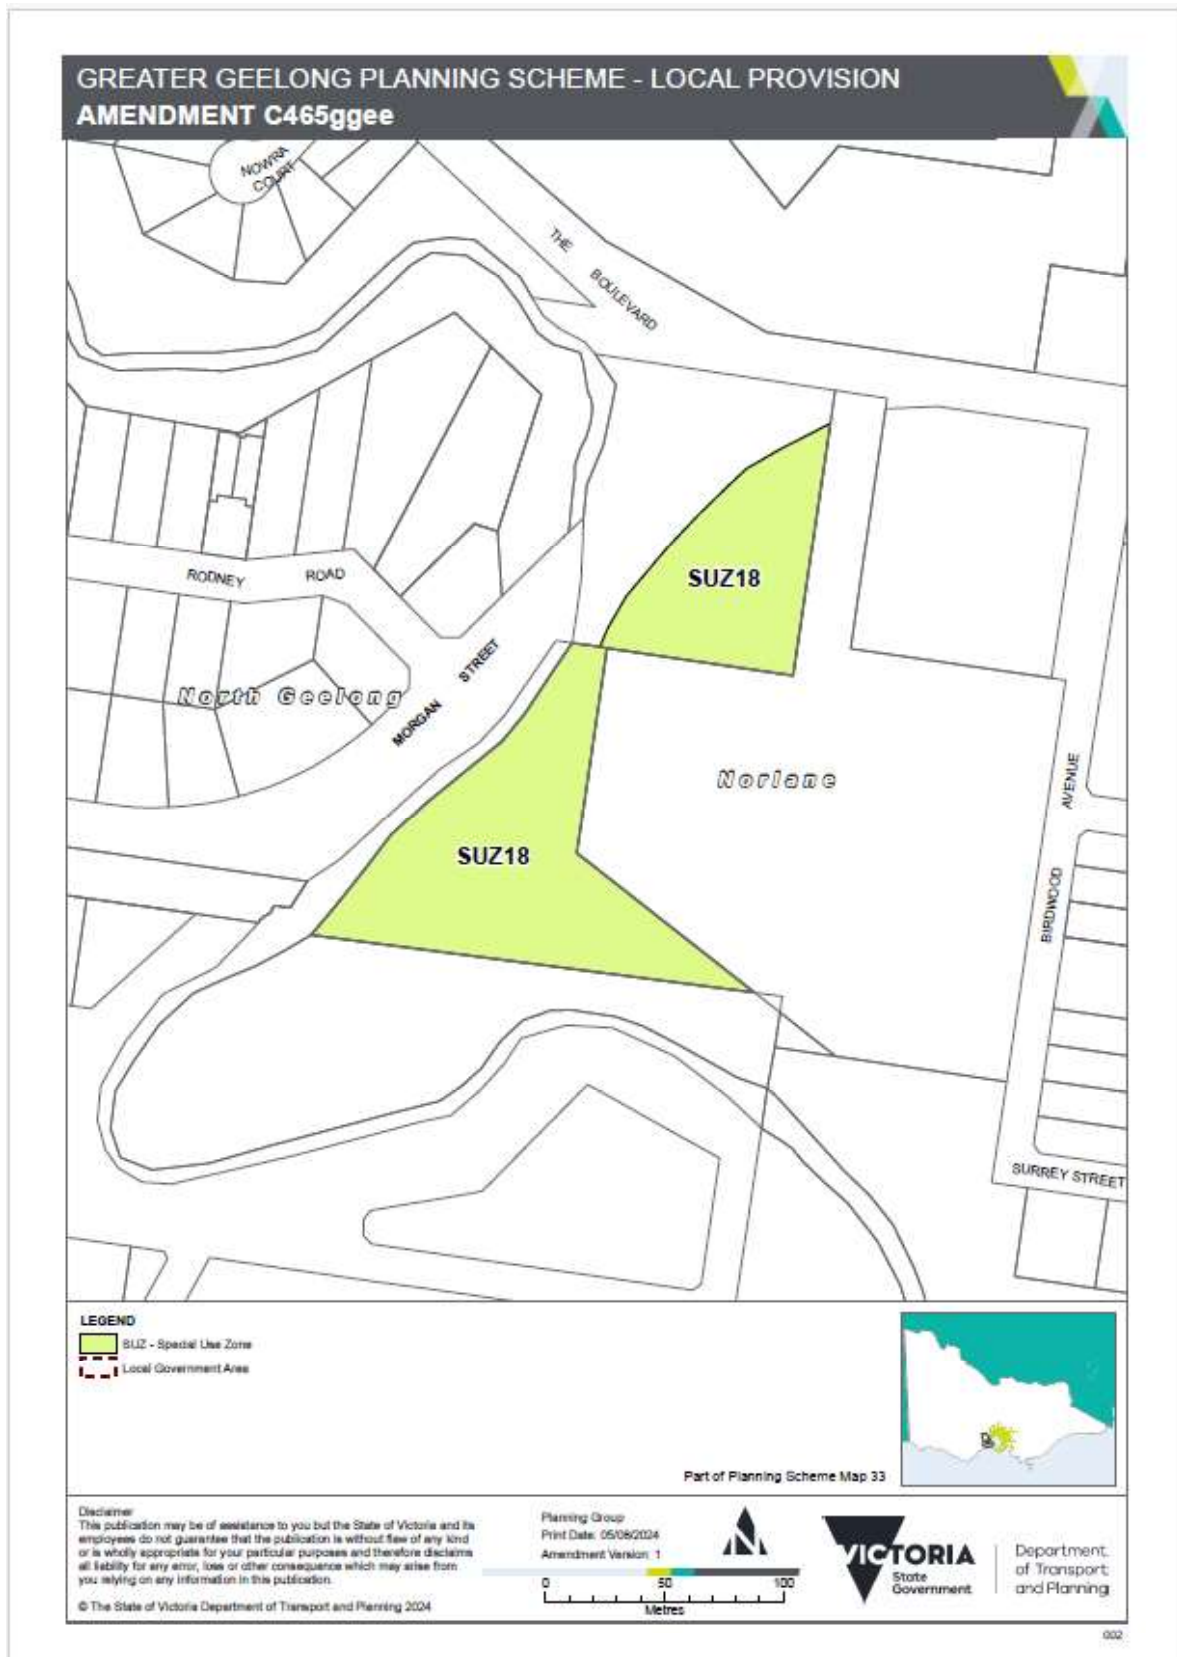 GREATER GEELONG PLANNING SCHEME - LOCAL PROVISION
AMENDMENT C465ggee
NOWRA
COURT
THE
BOULEVARD
SUZ18
RODNEY ROAD
STREET
MORGAN
North Geelong
Norlane
AVENUE
SUZ18
BIRDWOOD
SURREY STREET
LEGEND
SUZ - Special Use Zone
Local Government Area
Part of Planning Scheme Map 33
Disclaimer
This publication may be of assistance to you but the State of Victoria and its
employees do not guarantee that the publication is without flaw of any kind
or is wholly appropriate for your particular purposes and therefore disclaims
all liability for any error, loss or other consequence which may arise from
you relying on any information in this publication.
© The State of Victoria Department of Transport and Planning 2024
Planning Group
Print Date: 05/08/2024
Amendment Version: 1
N
0 50 100
Metres
VICTORIA
State
Government
Department
of Transport
and Planning
002